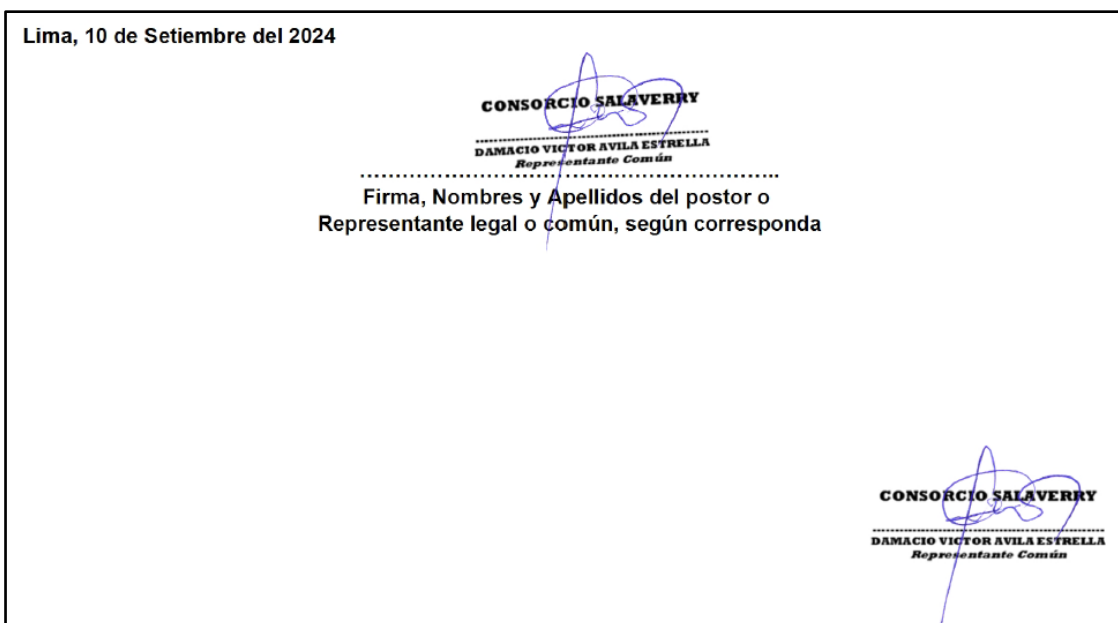 Lima, 10 de Setiembre del 2024
CONSORCIO SALAVERRY
DAMACIO VICTOR AVILA ESTRELLA
Representante Común
Firma, Nombres y Apellidos del postor o
Representante legal o común, según corresponda
CONSORCIO SALAVERRY
DAMACIO VICTOR AVILA ESTRELLA
Representante Común